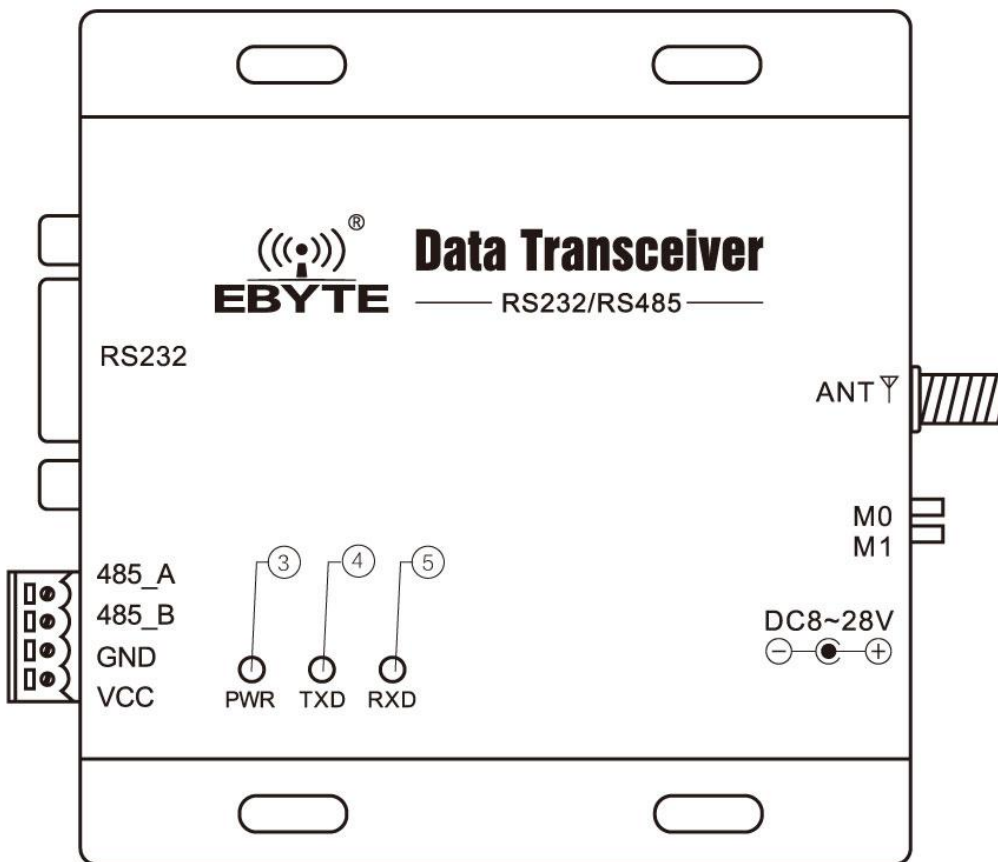 ®
EBYTE
Data Transceiver
RS232/RS485
RS232
ANT
M0
M1
485_A
485_B
GND
VCC
③ ④ ⑤
PWR TXD RXD
DC8~28V
− +